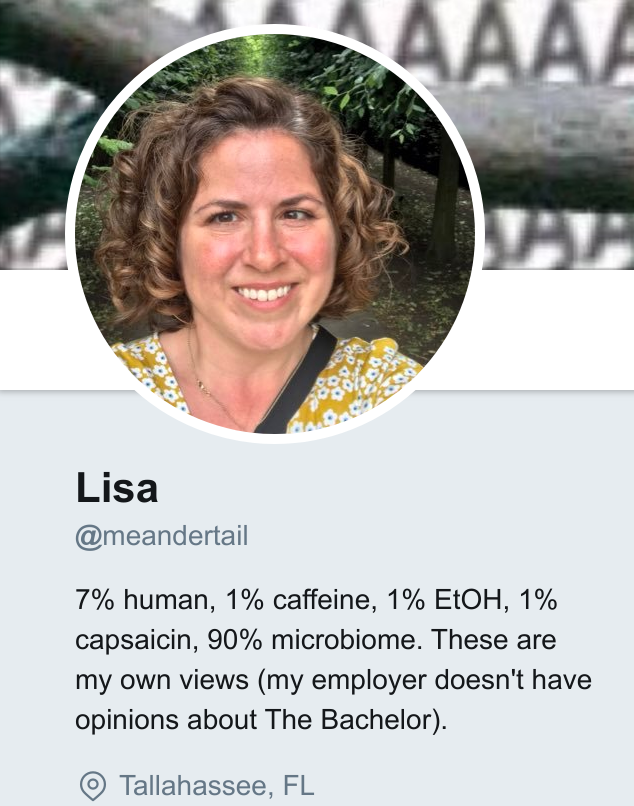 Lisa
@meandertail
7% human, 1% caffeine, 1% EtOH, 1%
capsaicin, 90% microbiome. These are
my own views (my employer doesn't have
opinions about The Bachelor).
Tallahassee, FL